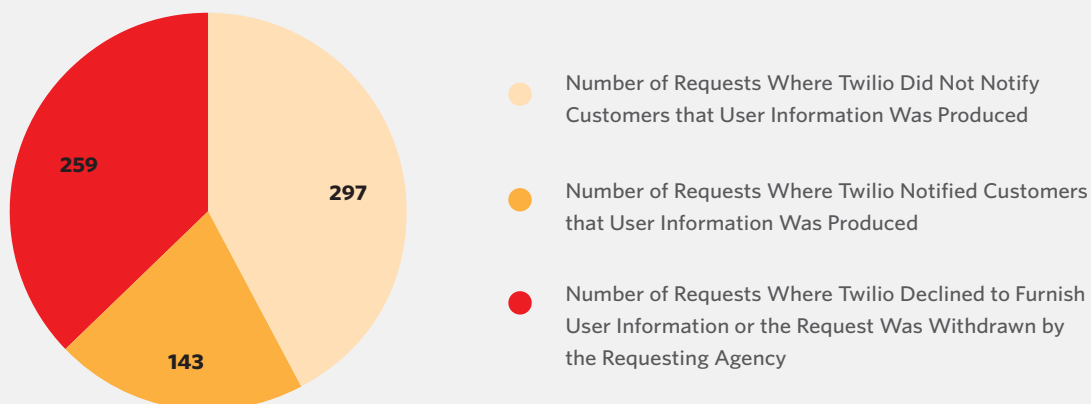 259
297
143
Number of Requests Where Twilio Did Not Notify
Customers that User Information Was Produced
Number of Requests Where Twilio Notified Customers
that User Information Was Produced
Number of Requests Where Twilio Declined to Furnish
User Information or the Request Was Withdrawn by
the Requesting Agency